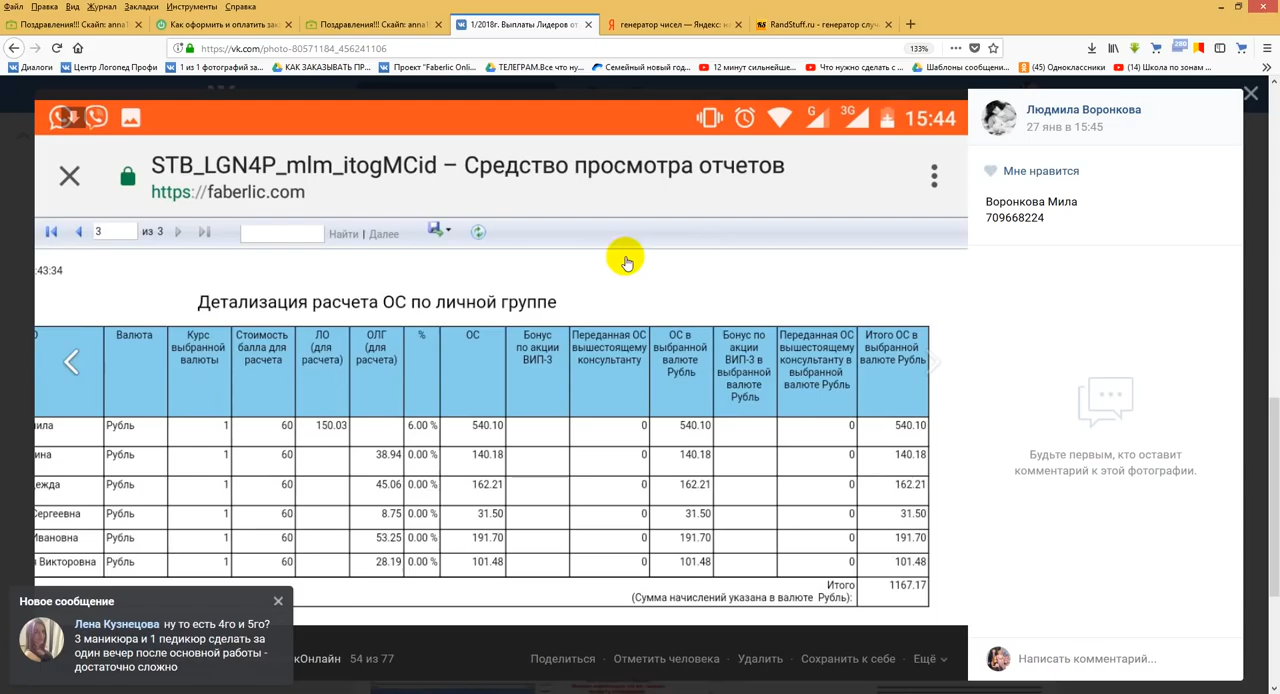 Файл Правка Вид Журнал Закладки Инструменты Справка
Поздравления!!! Скайп: anna1
Как оформить и оплатить зак
Поздравления!!! Скайп: anna1
1/2018г. Выплаты Лидеров от
генератор чисел — Яндекс: н
RandStuff.ru - генератор случ
https://vk.com/photo-80571184_456241106
133%
280
Диалоги
Центр Логопед Профи
1 из 1 фотографий за...
КАК ЗАКАЗЫВАТЬ ПР...
Проект "Faberlic Onli...
ТЕЛЕГРАМ.Все что ну...
Семейный новый год...
12 минут сильнейше...
Что нужно сделать с ...
Шаблоны сообщени...
(45) Одноклассники
(14) Школа по зонам ...
G 3G 15:44
STB_LGN4P_mlm_itogMCid – Средство просмотра отчетов
https://faberlic.com
3 из 3 Найти | Далее
:43:34
Детализация расчета ОС по личной группе
Валюта
Курс выбранной валюты
Стоимость балла для расчета
ЛО (для расчета)
ОЛГ (для расчета)
%
ОС
Бонус по акции ВИП-3
Переданная ОС вышестоящему консультанту
ОС в выбранной валюте Рубль
Бонус по акции ВИП-3 в выбранной валюте Рубль
Переданная ОС вышестоящему консультанту в выбранной валюте Рубль
Итого ОС в выбранной валюте Рубль
ила Рубль 1 60 150.03 6.00 % 540.10 0 540.10 0 540.10
ина Рубль 1 60 38.94 0.00 % 140.18 0 140.18 0 140.18
ежда Рубль 1 60 45.06 0.00 % 162.21 0 162.21 0 162.21
Сергеевна Рубль 1 60 8.75 0.00 % 31.50 0 31.50 0 31.50
Ивановна Рубль 1 60 53.25 0.00 % 191.70 0 191.70 0 191.70
Викторовна Рубль 1 60 28.19 0.00 % 101.48 0 101.48 0 101.48
Итого 1167.17
(Сумма начислений указана в валюте Рубль):
Людмила Воронкова
27 янв в 15:45
Мне нравится
Воронкова Мила
709668224
Будьте первым, кто оставит
комментарий к этой фотографии.
Написать комментарий...
Новое сообщение
Лена Кузнецова ну то есть 4го и 5го?
3 маникюра и 1 педикюр сделать за
один вечер после основной работы -
достаточно сложно
кОнлайн 54 из 77
Поделиться · Отметить человека · Удалить · Сохранить к себе · Ещё